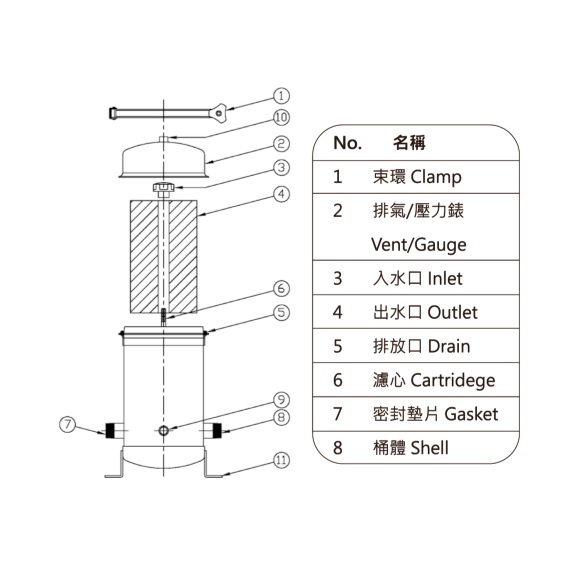 1
10
2
3
4
6
5
9
7
8
11
No. 名稱
1 束環 Clamp
2 排氣/壓力錶
Vent/Gauge
3 入水口 Inlet
4 出水口 Outlet
5 排放口 Drain
6 濾心 Cartridege
7 密封墊片 Gasket
8 桶體 Shell